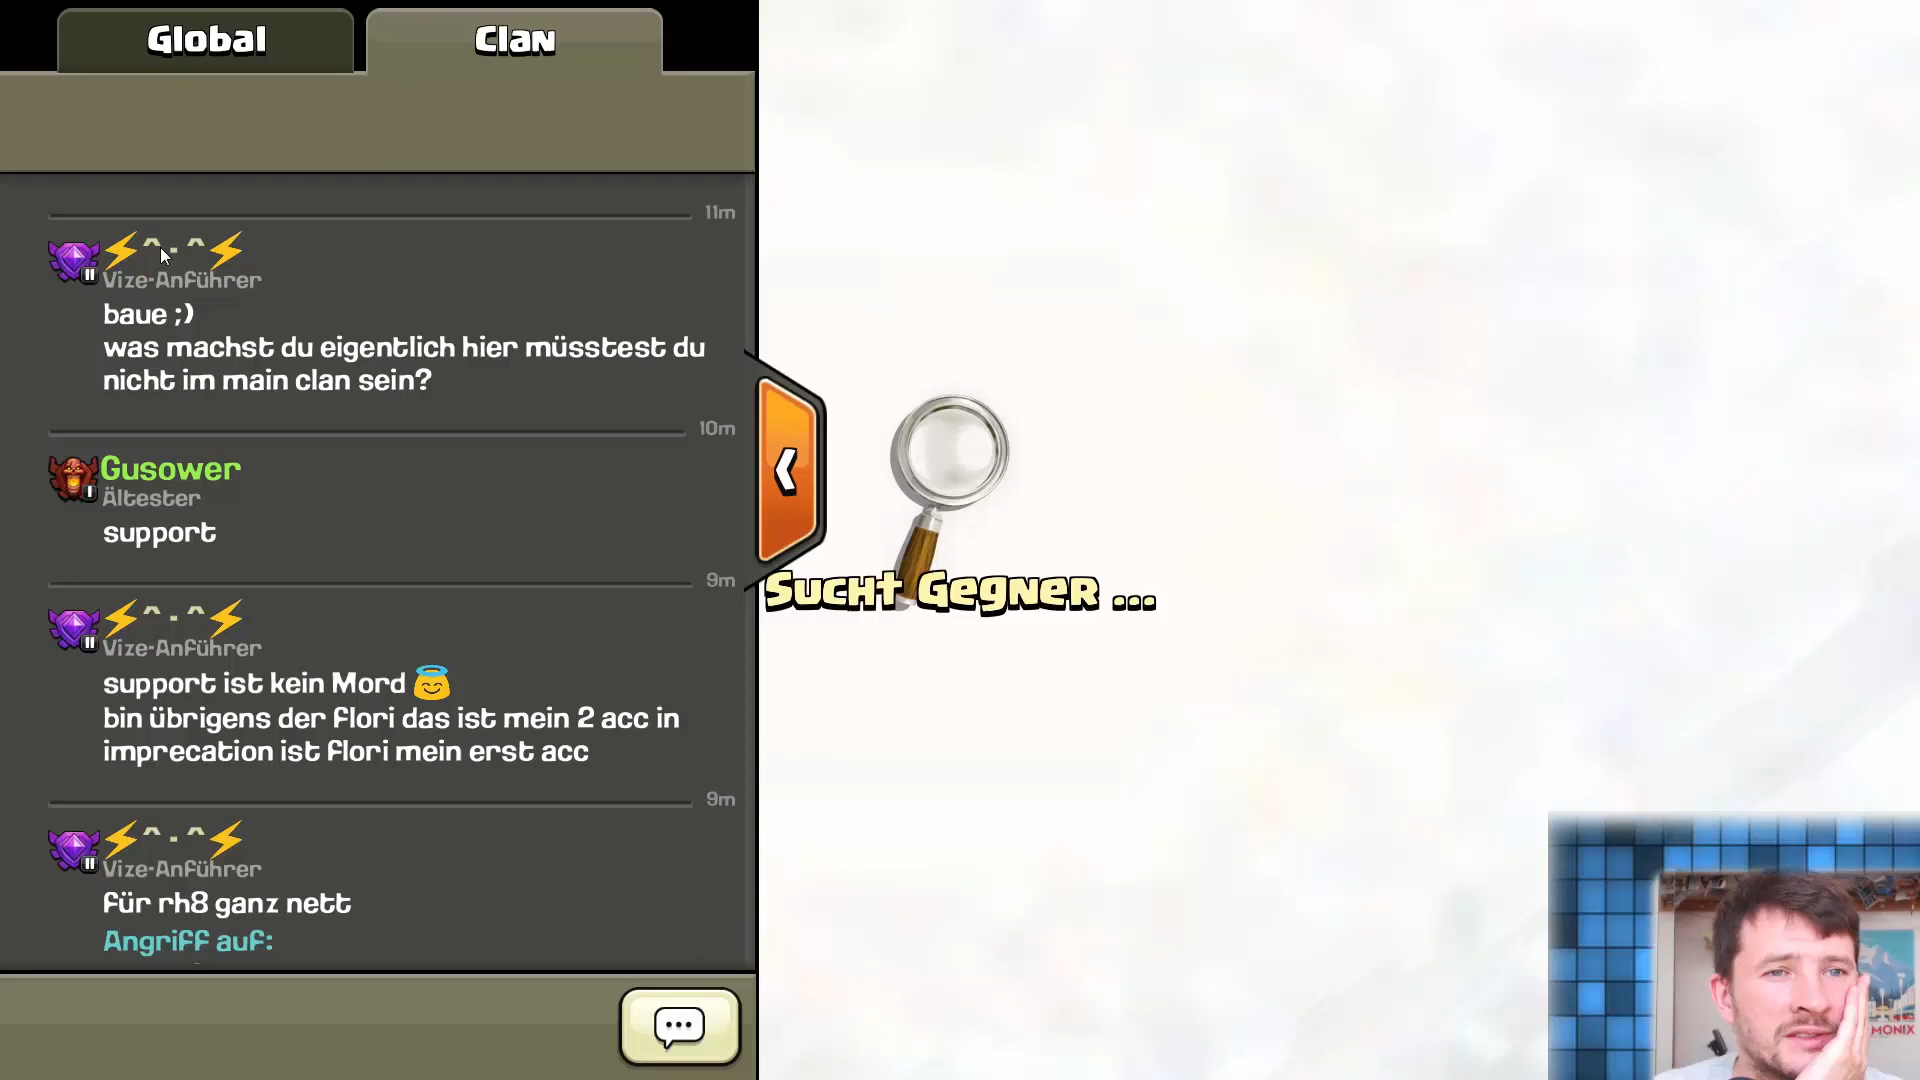 Global
Clan
11m
⚡^.^⚡
Vize-Anführer
baue ;)
was machst du eigentlich hier müsstest du
nicht im main clan sein?
10m
Gusower
Ältester
support
9m
⚡^.^⚡
Vize-Anführer
support ist kein Mord 😇
bin übrigens der flori das ist mein 2 acc in
imprecation ist flori mein erst acc
9m
⚡^.^⚡
Vize-Anführer
für rh8 ganz nett
Angriff auf:
Sucht Gegner ...
MONIX